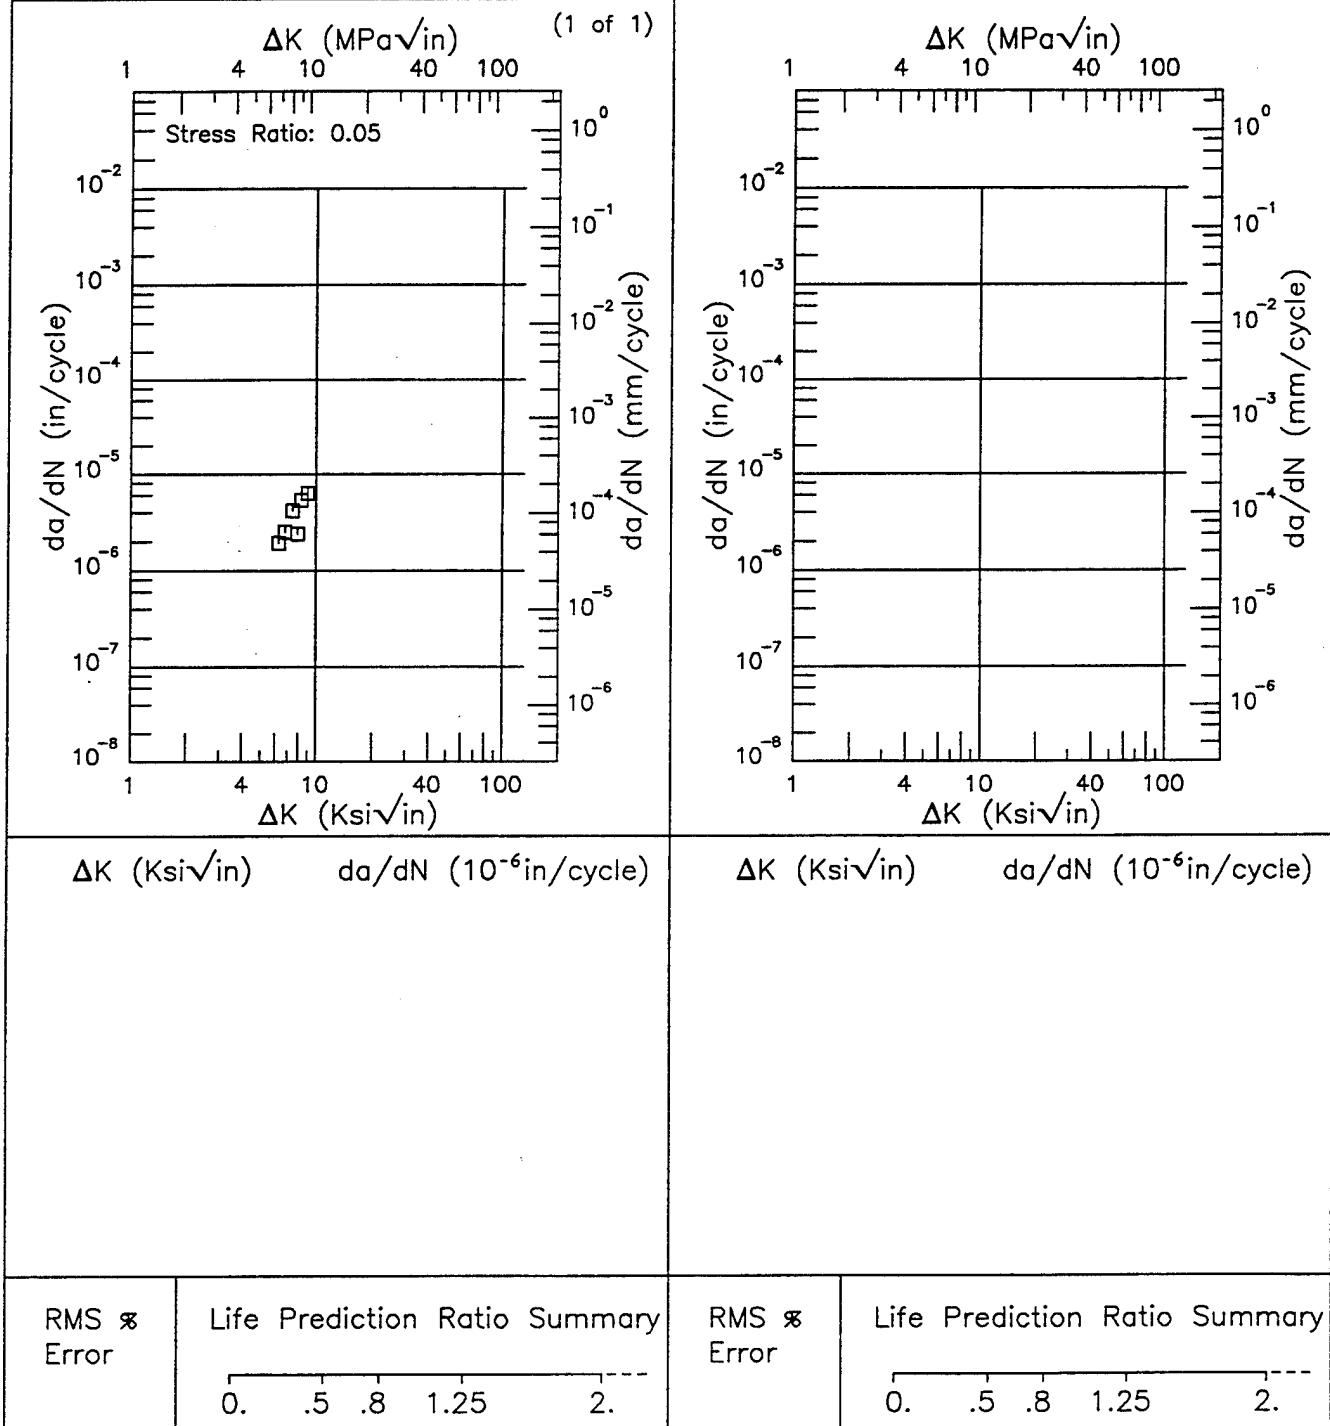 (1 of 1)
ΔK (MPa√in)
1 4 10 40 100
Stress Ratio: 0.05
10⁰
10⁻²
10⁻¹
10⁻³
10⁻²
10⁻⁴
10⁻³
10⁻⁵
10⁻⁴
10⁻⁶
10⁻⁵
10⁻⁷
10⁻⁶
10⁻⁸
da/dN (in/cycle)
da/dN (mm/cycle)
1 4 10 40 100
ΔK (Ksi√in)
ΔK (MPa√in)
1 4 10 40 100
10⁰
10⁻²
10⁻¹
10⁻³
10⁻²
10⁻⁴
10⁻³
10⁻⁵
10⁻⁴
10⁻⁶
10⁻⁵
10⁻⁷
10⁻⁶
10⁻⁸
da/dN (in/cycle)
da/dN (mm/cycle)
1 4 10 40 100
ΔK (Ksi√in)
ΔK (Ksi√in) da/dN (10⁻⁶in/cycle)
ΔK (Ksi√in) da/dN (10⁻⁶in/cycle)
RMS %
Error
Life Prediction Ratio Summary
0. .5 .8 1.25 2.
RMS %
Error
Life Prediction Ratio Summary
0. .5 .8 1.25 2.